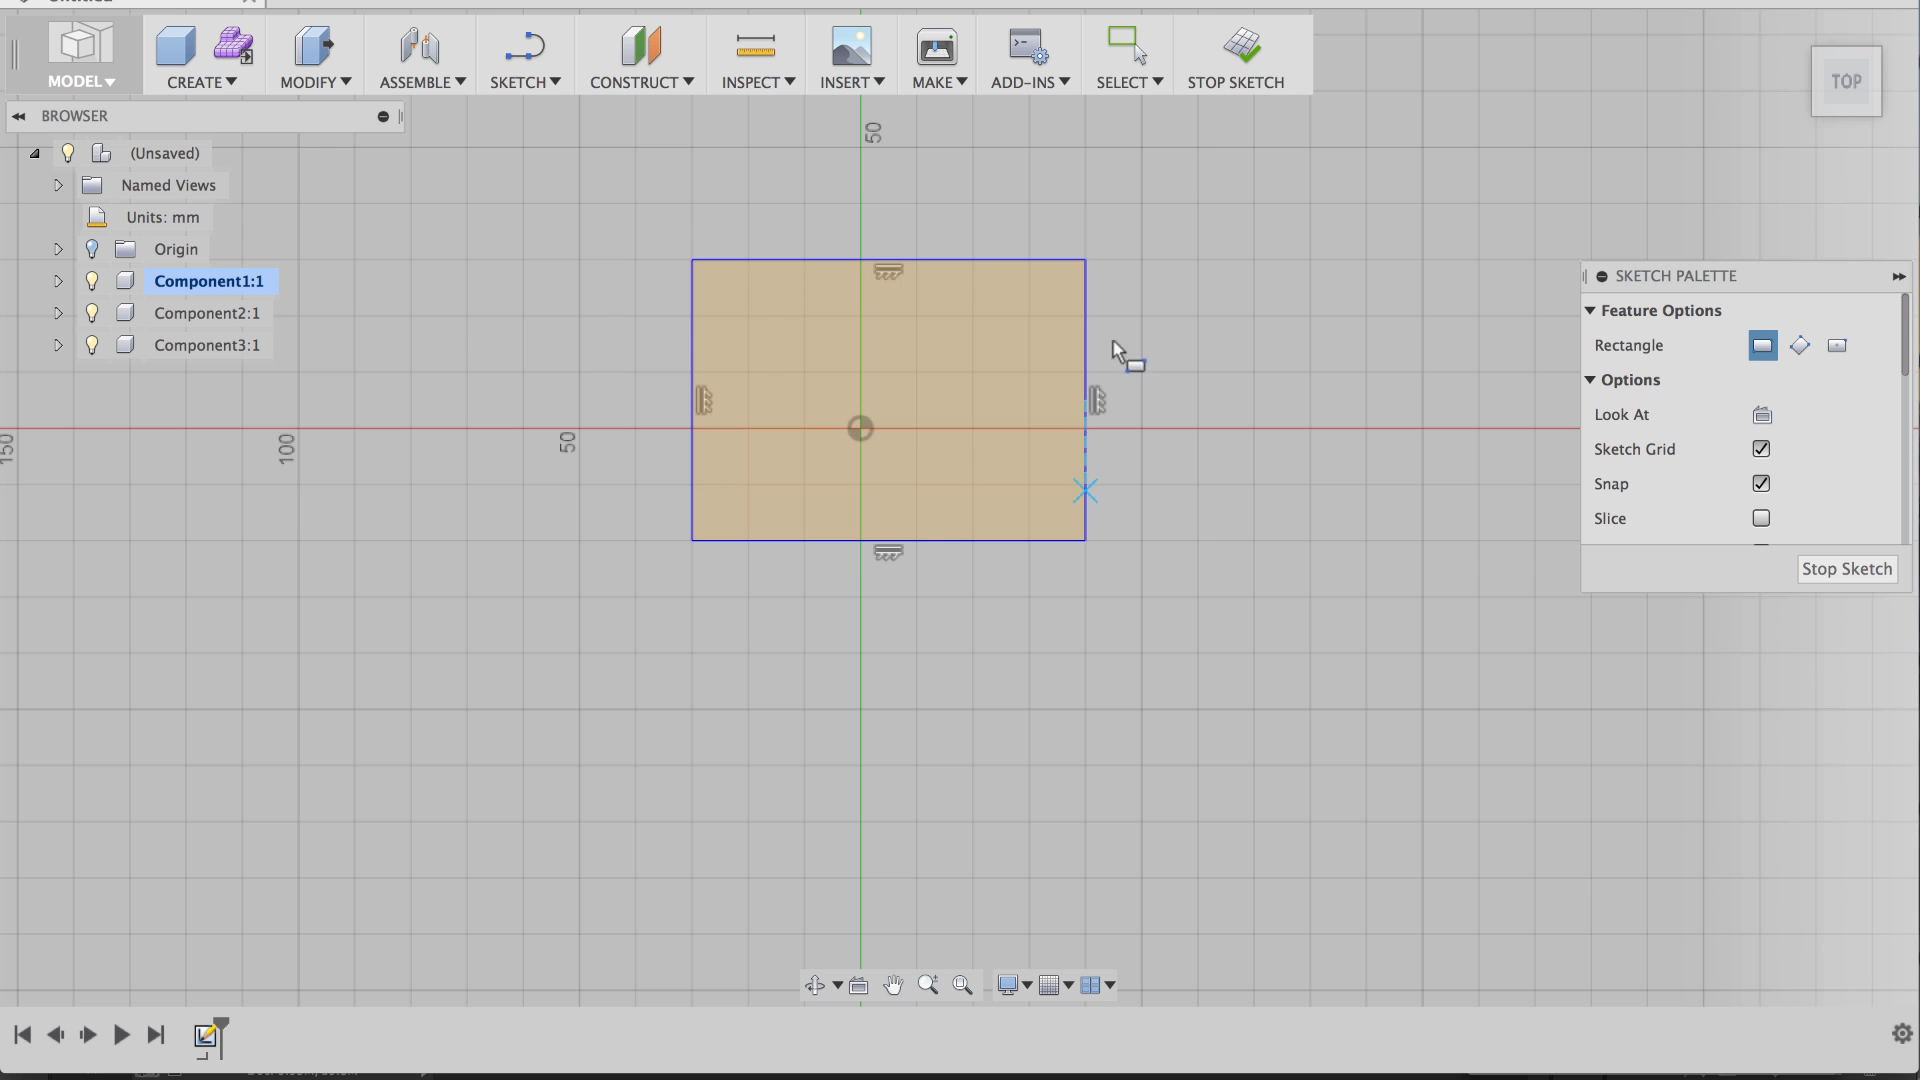 MODEL
CREATE
MODIFY
ASSEMBLE
SKETCH
CONSTRUCT
INSPECT
INSERT
MAKE
ADD-INS
SELECT
STOP SKETCH
TOP
BROWSER
(Unsaved)
Named Views
Units: mm
Origin
Component1:1
Component2:1
Component3:1
50
50
100
150
SKETCH PALETTE
Feature Options
Rectangle
Options
Look At
Sketch Grid
Snap
Slice
Stop Sketch